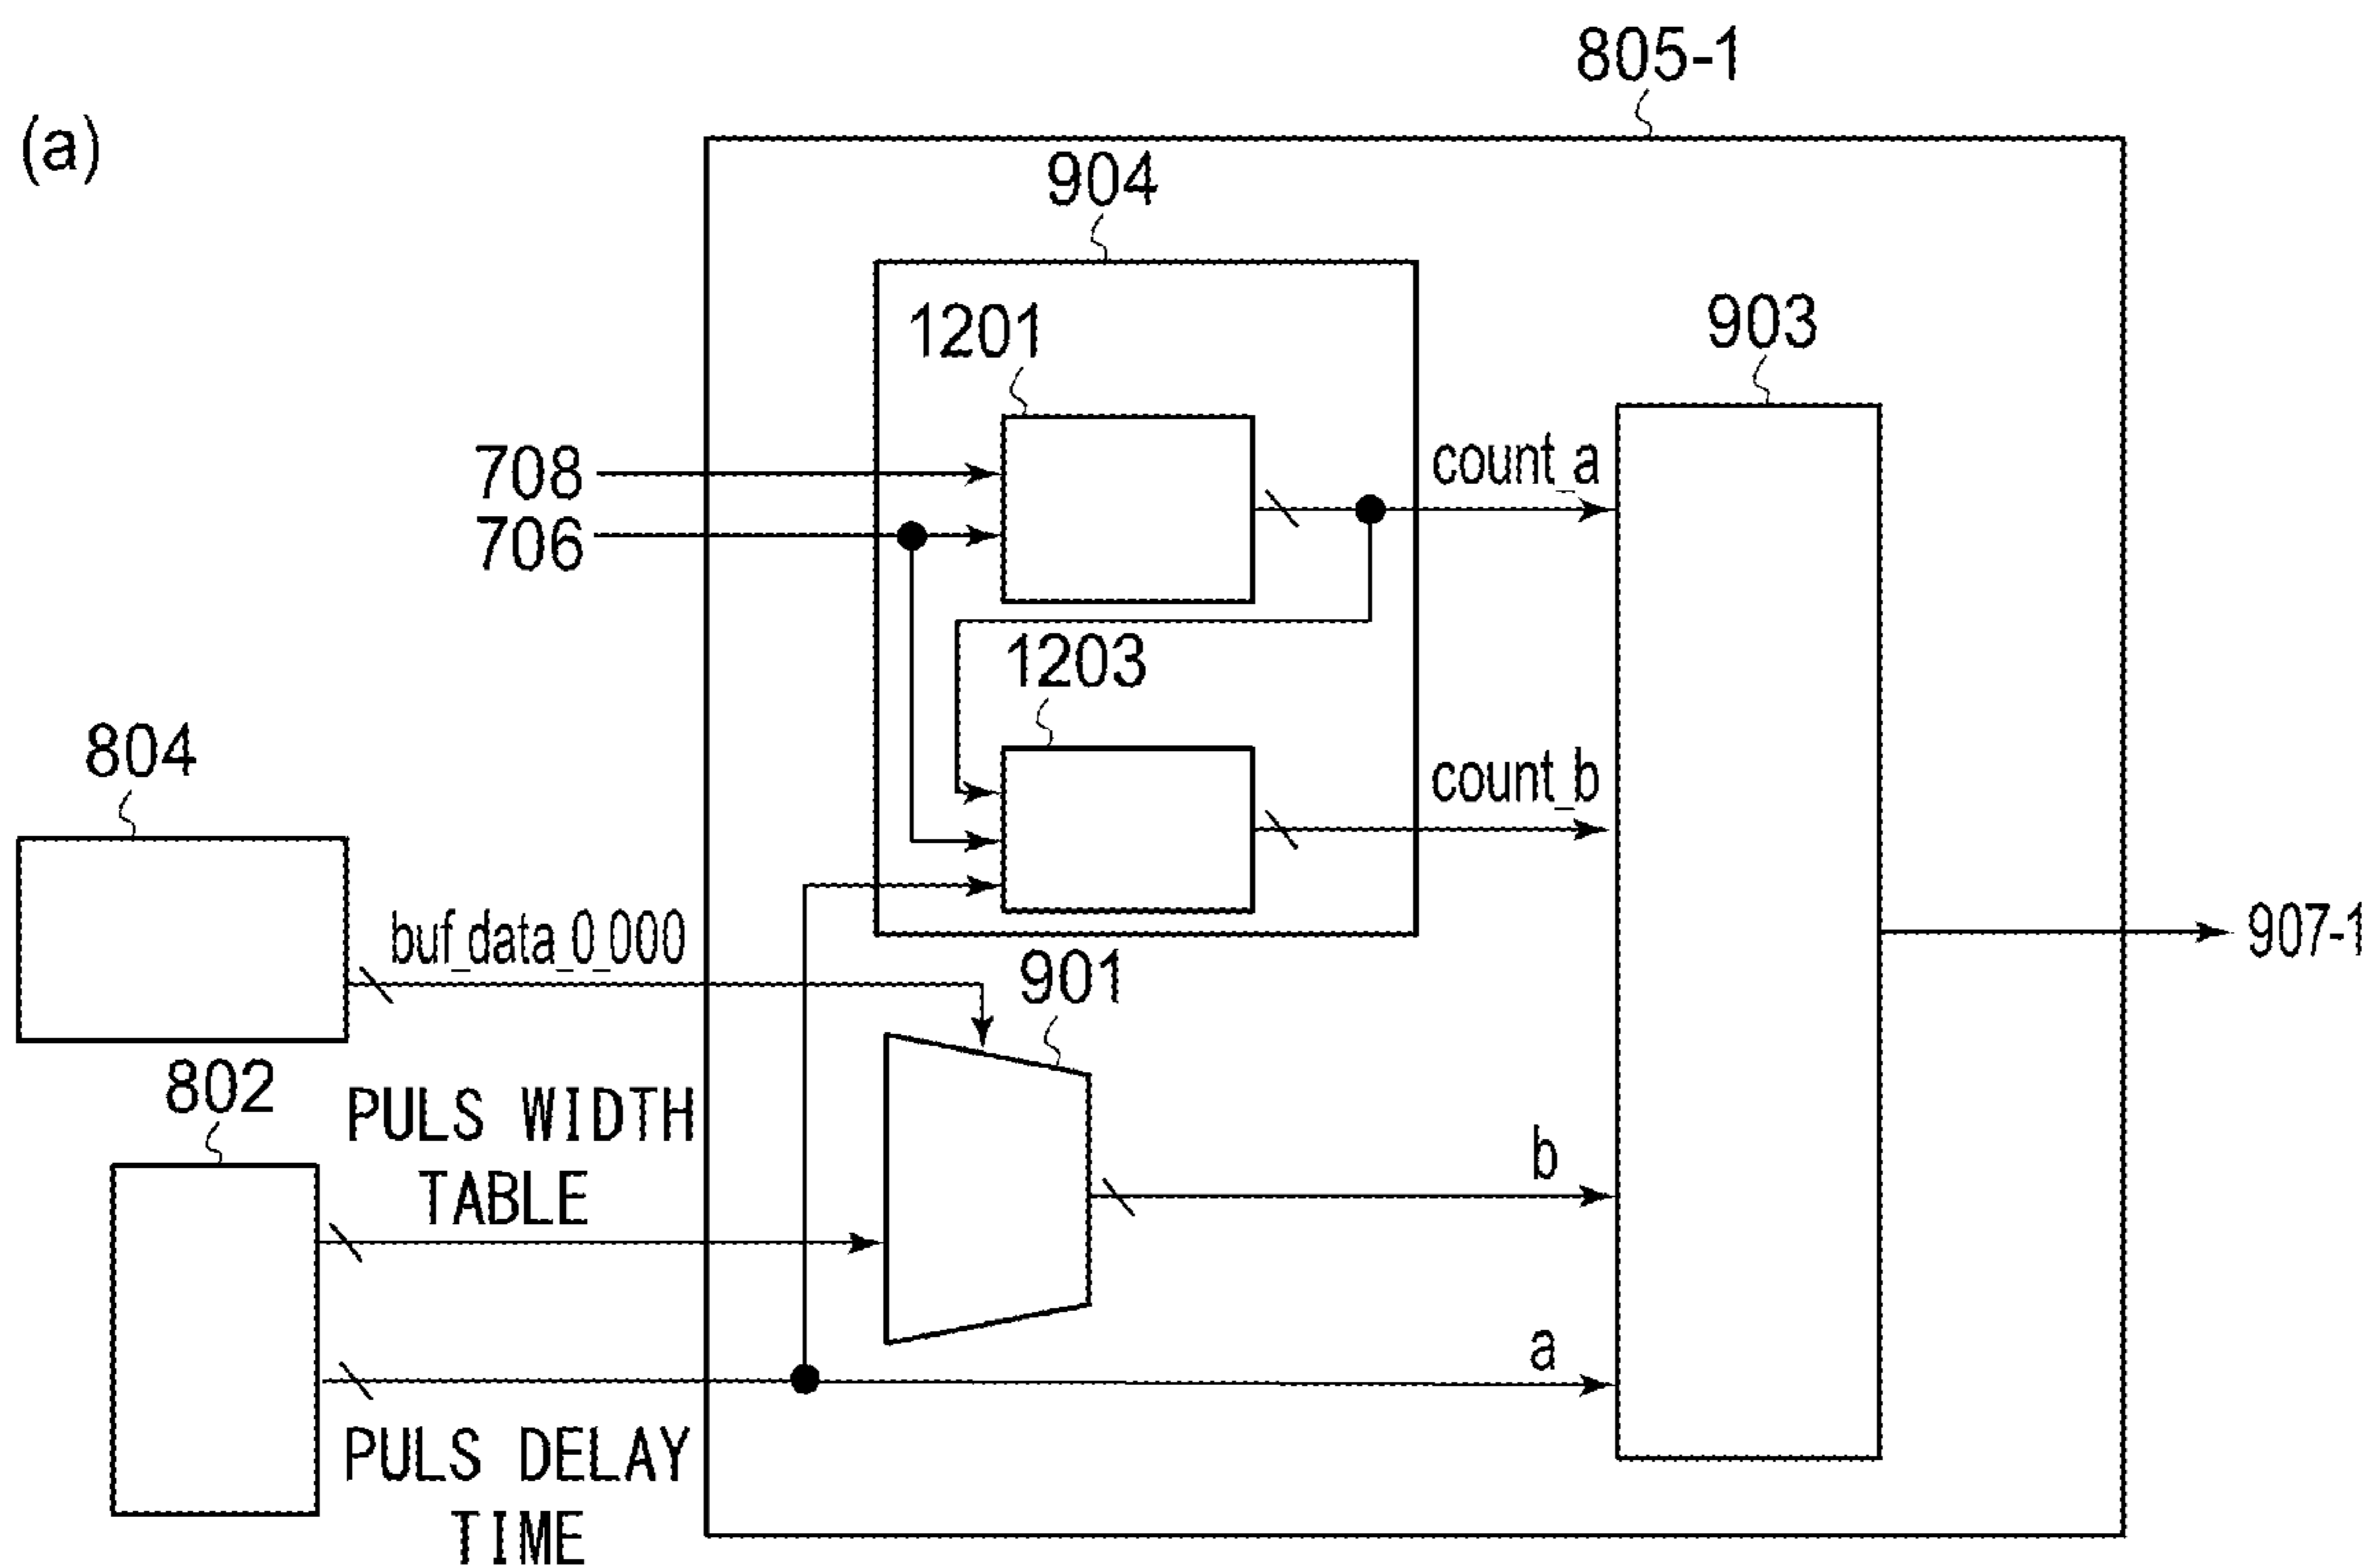 805-1
(a)
904
1201
903
708
count_a
706
1203
804
count_b
buf_data_0_000
901
907-1
802
PULS WIDTH
TABLE
b
a
PULS DELAY
TIME